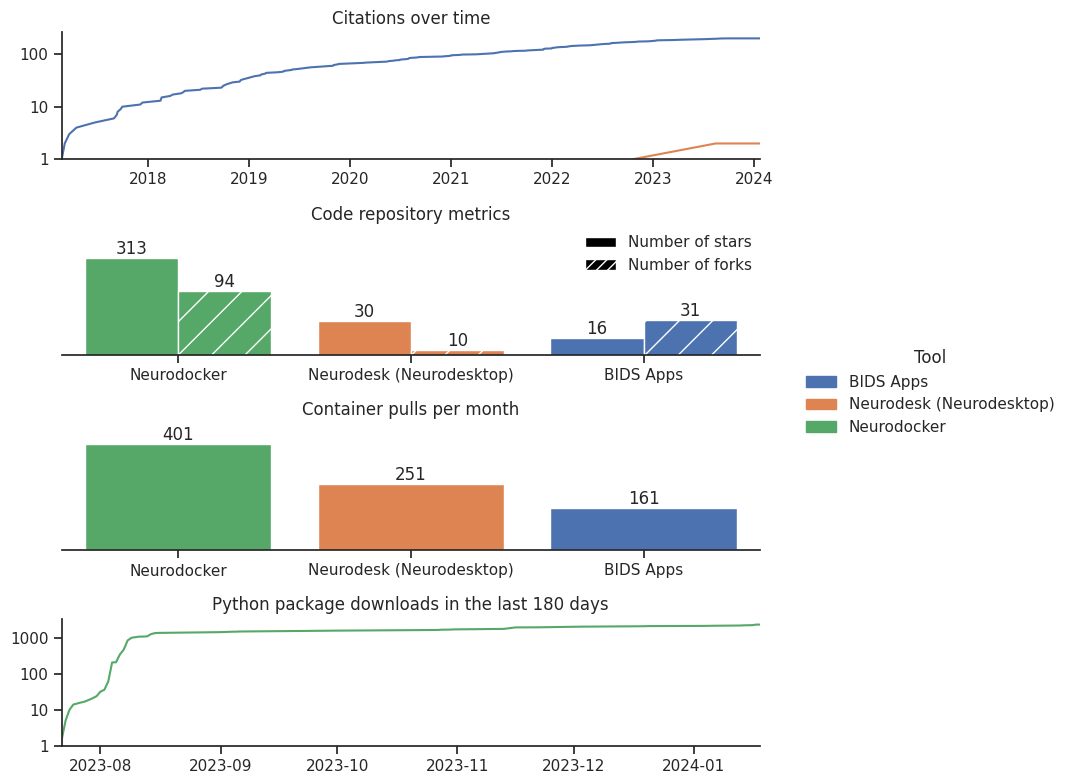 Citations over time
100
10
1
2018 2019 2020 2021 2022 2023 2024
Code repository metrics
Number of stars
Number of forks
313 94 30 10 16 31
Neurodocker Neurodesk (Neurodesktop) BIDS Apps
Tool
BIDS Apps
Neurodesk (Neurodesktop)
Neurodocker
Container pulls per month
401 251 161
Neurodocker Neurodesk (Neurodesktop) BIDS Apps
Python package downloads in the last 180 days
1000
100
10
1
2023-08 2023-09 2023-10 2023-11 2023-12 2024-01